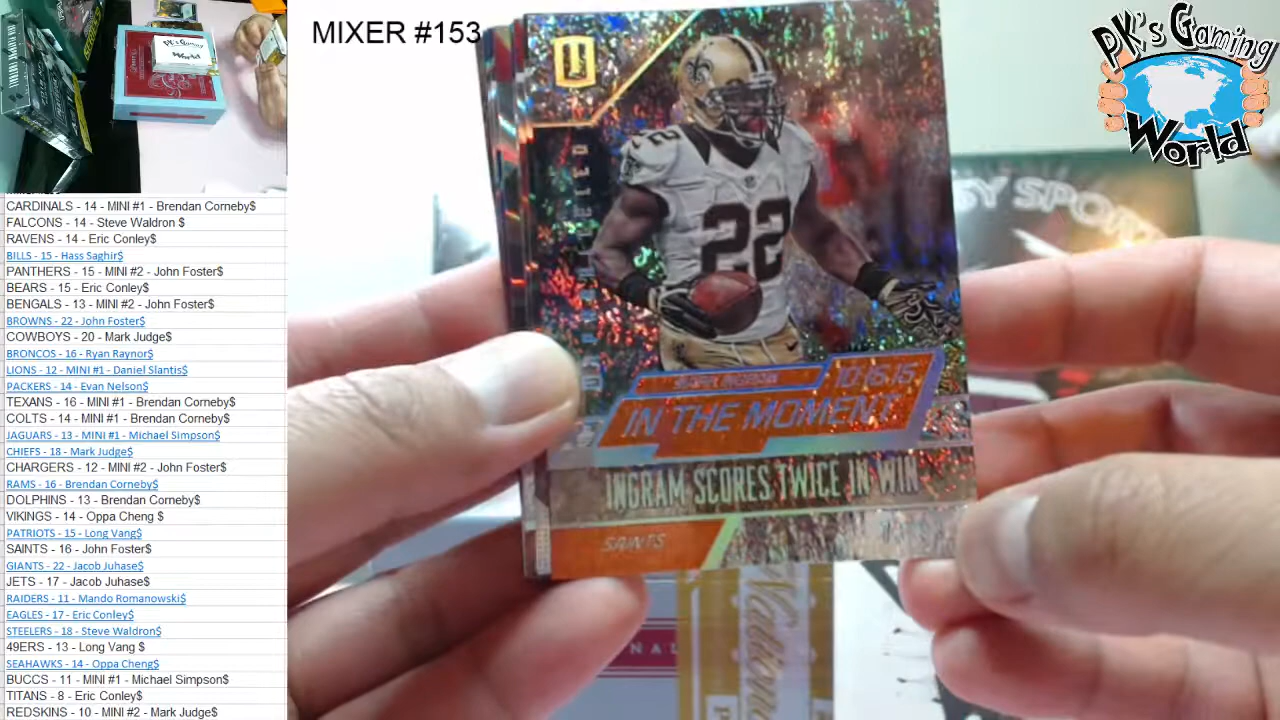 MIXER #153
PK's Gaming
World
CARDINALS - 14 - MINI #1 - Brendan Corneby$
FALCONS - 14 - Steve Waldron $
RAVENS - 14 - Eric Conley$
BILLS - 15 - Hass Saghir$
PANTHERS - 15 - MINI #2 - John Foster$
BEARS - 15 - Eric Conley$
BENGALS - 13 - MINI #2 - John Foster$
BROWNS - 22 - John Foster$
COWBOYS - 20 - Mark Judge$
BRONCOS - 16 - Ryan Raynor$
LIONS - 12 - MINI #1 - Daniel Slantis$
PACKERS - 14 - Evan Nelson$
TEXANS - 16 - MINI #1 - Brendan Corneby$
COLTS - 14 - MINI #1 - Brendan Corneby$
JAGUARS - 13 - MINI #1 - Michael Simpson$
CHIEFS - 18 - Mark Judge$
CHARGERS - 12 - MINI #2 - John Foster$
RAMS - 16 - Brendan Corneby$
DOLPHINS - 13 - Brendan Corneby$
VIKINGS - 14 - Oppa Cheng $
PATRIOTS - 15 - Long Vang$
SAINTS - 16 - John Foster$
GIANTS - 22 - Jacob Juhase$
JETS - 17 - Jacob Juhase$
RAIDERS - 11 - Mando Romanowski$
EAGLES - 17 - Eric Conley$
STEELERS - 18 - Steve Waldron$
49ERS - 13 - Long Vang $
SEAHAWKS - 14 - Oppa Cheng$
BUCCS - 11 - MINI #1 - Michael Simpson$
TITANS - 8 - Eric Conley$
REDSKINS - 10 - MINI #2 - Mark Judge$
U
22
10.15.15
IN THE MOMENT
INGRAM SCORES TWICE IN WIN
SAINTS